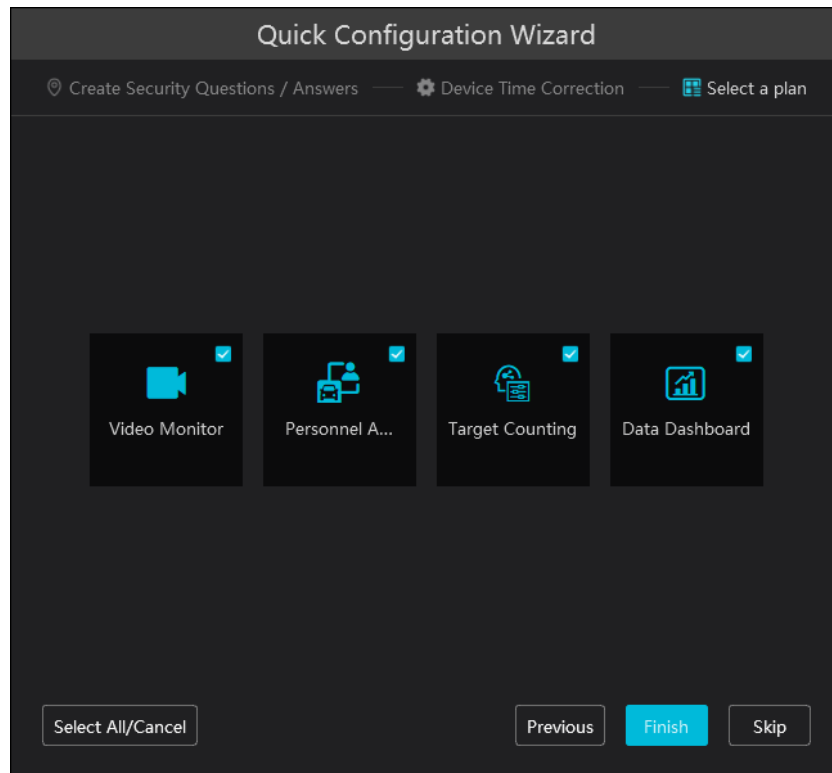 Quick Configuration Wizard
Create Security Questions / Answers
Device Time Correction
Select a plan
Video Monitor
Personnel A...
Target Counting
Data Dashboard
Select All/Cancel
Previous
Finish
Skip